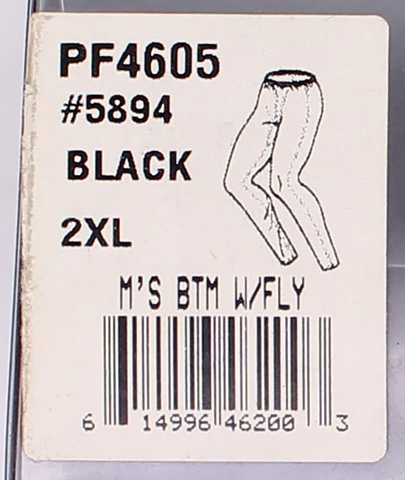 PF4605
#5894
BLACK
2XL
M'S BTM W/FLY
6 14996 46200 3